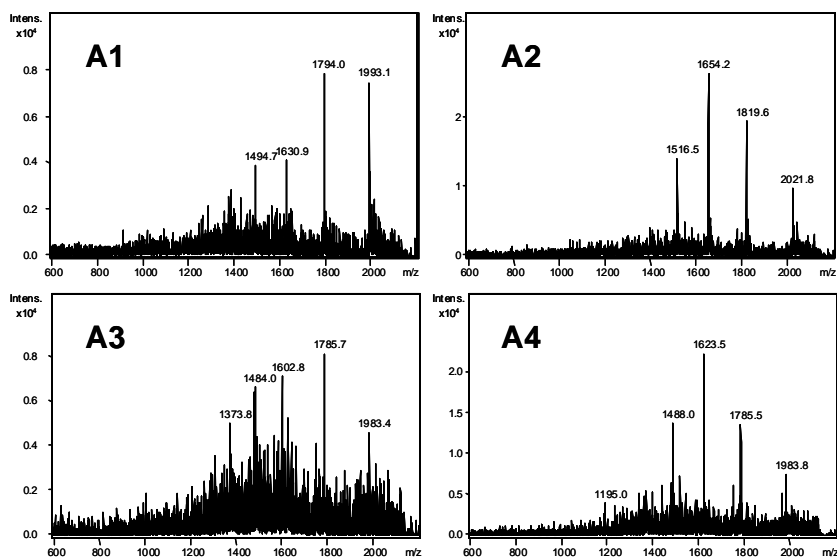 Intens.
x10⁴
A1
1794.0
1993.1
0.8
0.6
0.4
1494.7 1630.9
0.2
0.0
600 800 1000 1200 1400 1600 1800 2000 m/z
Intens.
x10⁴
A2
1654.2
1819.6
2
1516.5
2021.8
1
0
600 800 1000 1200 1400 1600 1800 2000 m/z
Intens.
x10⁴
A3
1785.7
0.8
1602.8
1484.0
0.6
1373.8
1983.4
0.4
0.2
0.0
600 800 1000 1200 1400 1600 1800 2000 m/z
Intens.
x10⁴
A4
1623.5
2.0
1.5
1488.0
1785.5
1.0
1983.8
0.5
1195.0
0.0
600 800 1000 1200 1400 1600 1800 2000 m/z